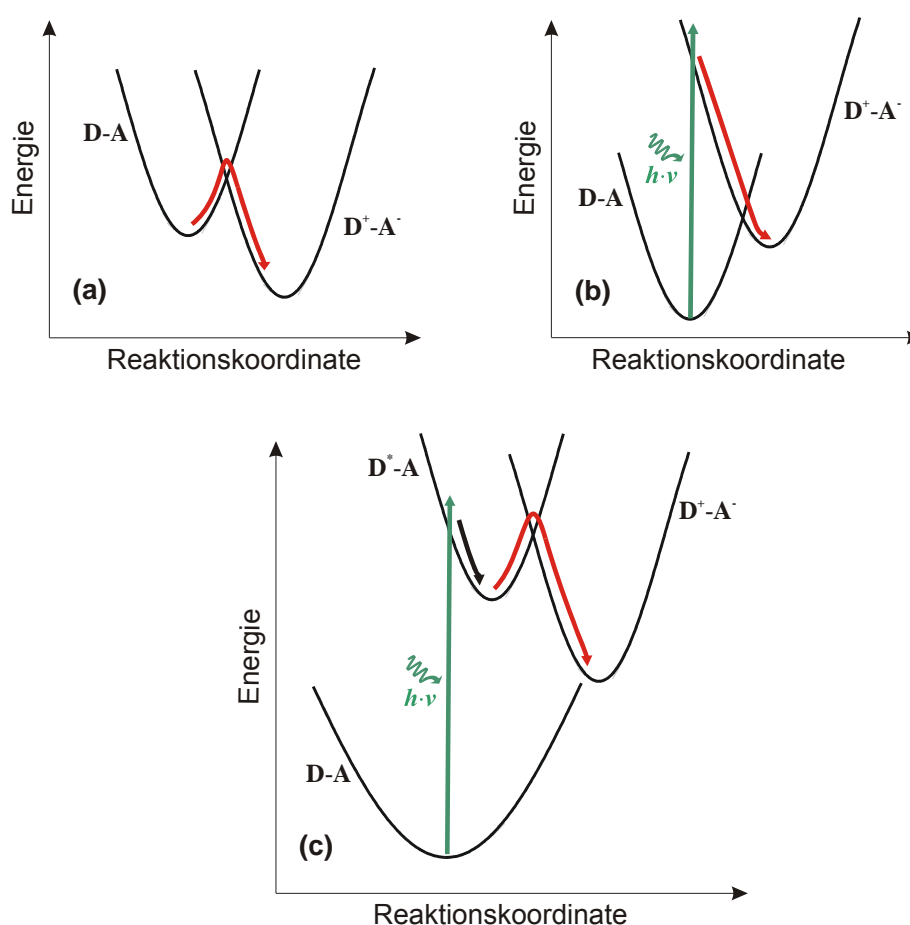 Energie
D-A
D⁺-A⁻
(a)
Reaktionskoordinate
Energie
D-A
h·ν
D⁺-A⁻
(b)
Reaktionskoordinate
Energie
D*-A
D⁺-A⁻
h·ν
D-A
(c)
Reaktionskoordinate